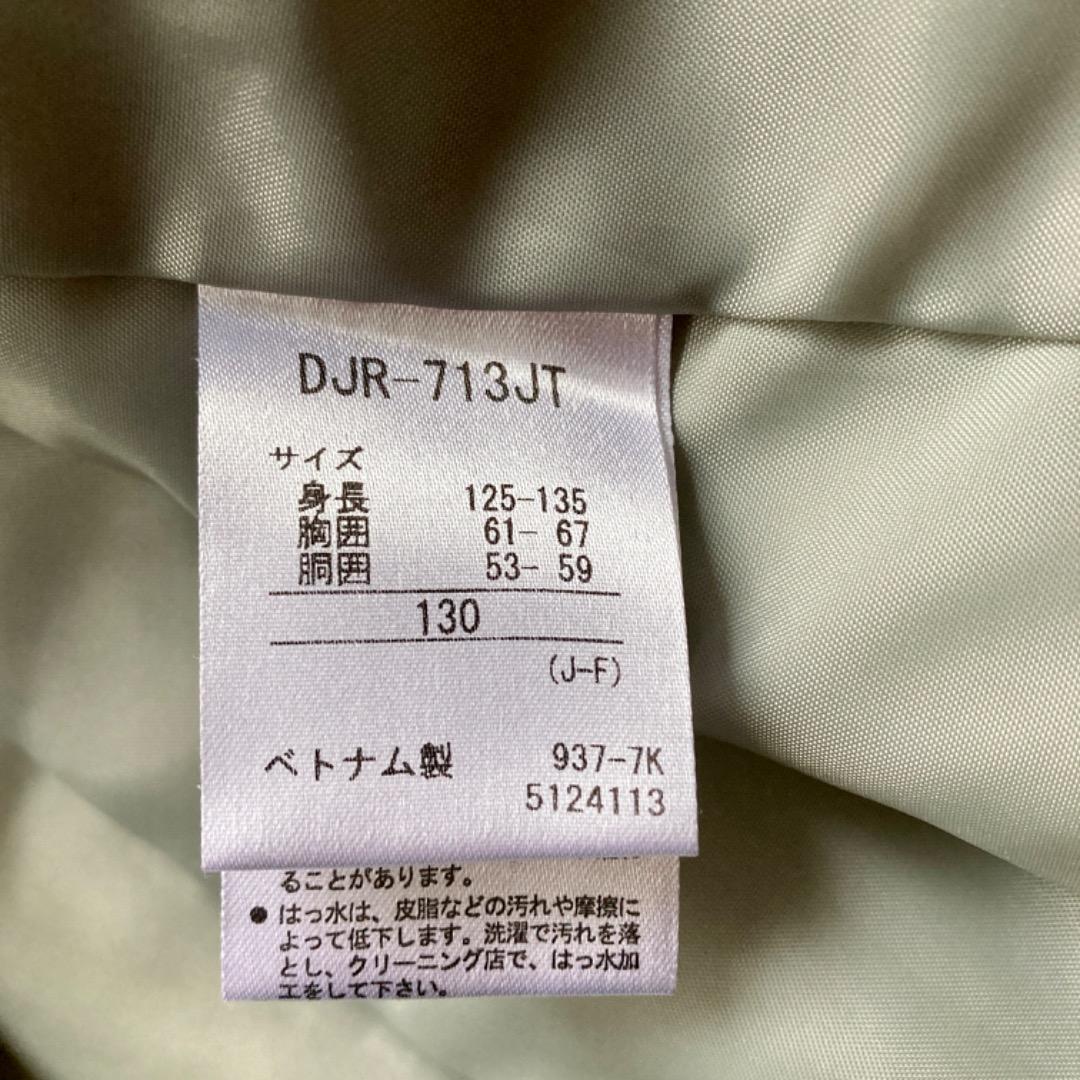 DJR-713JT
サイズ
身長 125-135
胸囲 61- 67
胴囲 53- 59
130
(J-F)
ベトナム製 937-7K
5124113
ることがあります。
● はっ水は、皮脂などの汚れや摩擦に
よって低下します。洗濯で汚れを落
とし、クリーニング店で、はっ水加
工をして下さい。